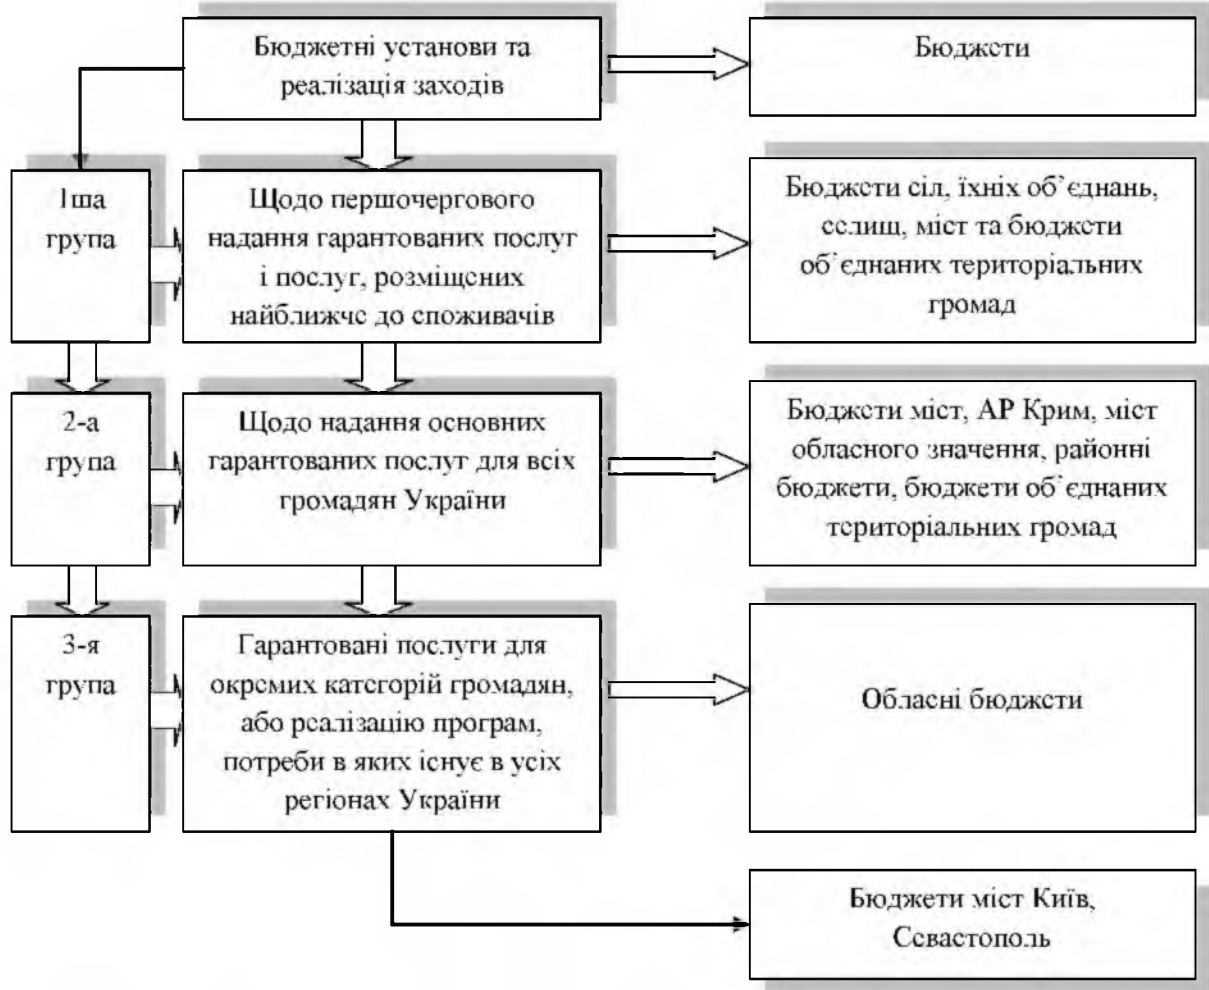 Бюджетні установи та
реалізація заходів
Бюджети
1ша
група
Щодо першочергового
надання гарантованих послуг
і послуг, розміщених
найближче до споживачів
Бюджети сіл, їхніх об’єднань,
селищ, міст та бюджети
об’єднаних територіальних
громад
2-а
група
Щодо надання основних
гарантованих послуг для всіх
громадян України
Бюджети міст, АР Крим, міст
обласного значення, районні
бюджети, бюджети об’єднаних
територіальних громад
3-я
група
Гарантовані послуги для
окремих категорій громадян,
або реалізацію програм,
потреби в яких існує в усіх
регіонах України
Обласні бюджети
Бюджети міст Київ,
Севастополь